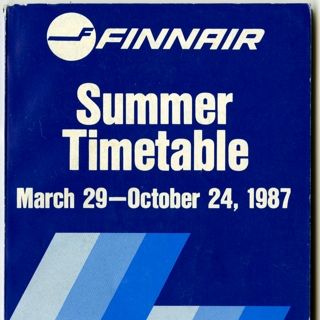 FINNAIR
Summer
Timetable
March 29—October 24, 1987